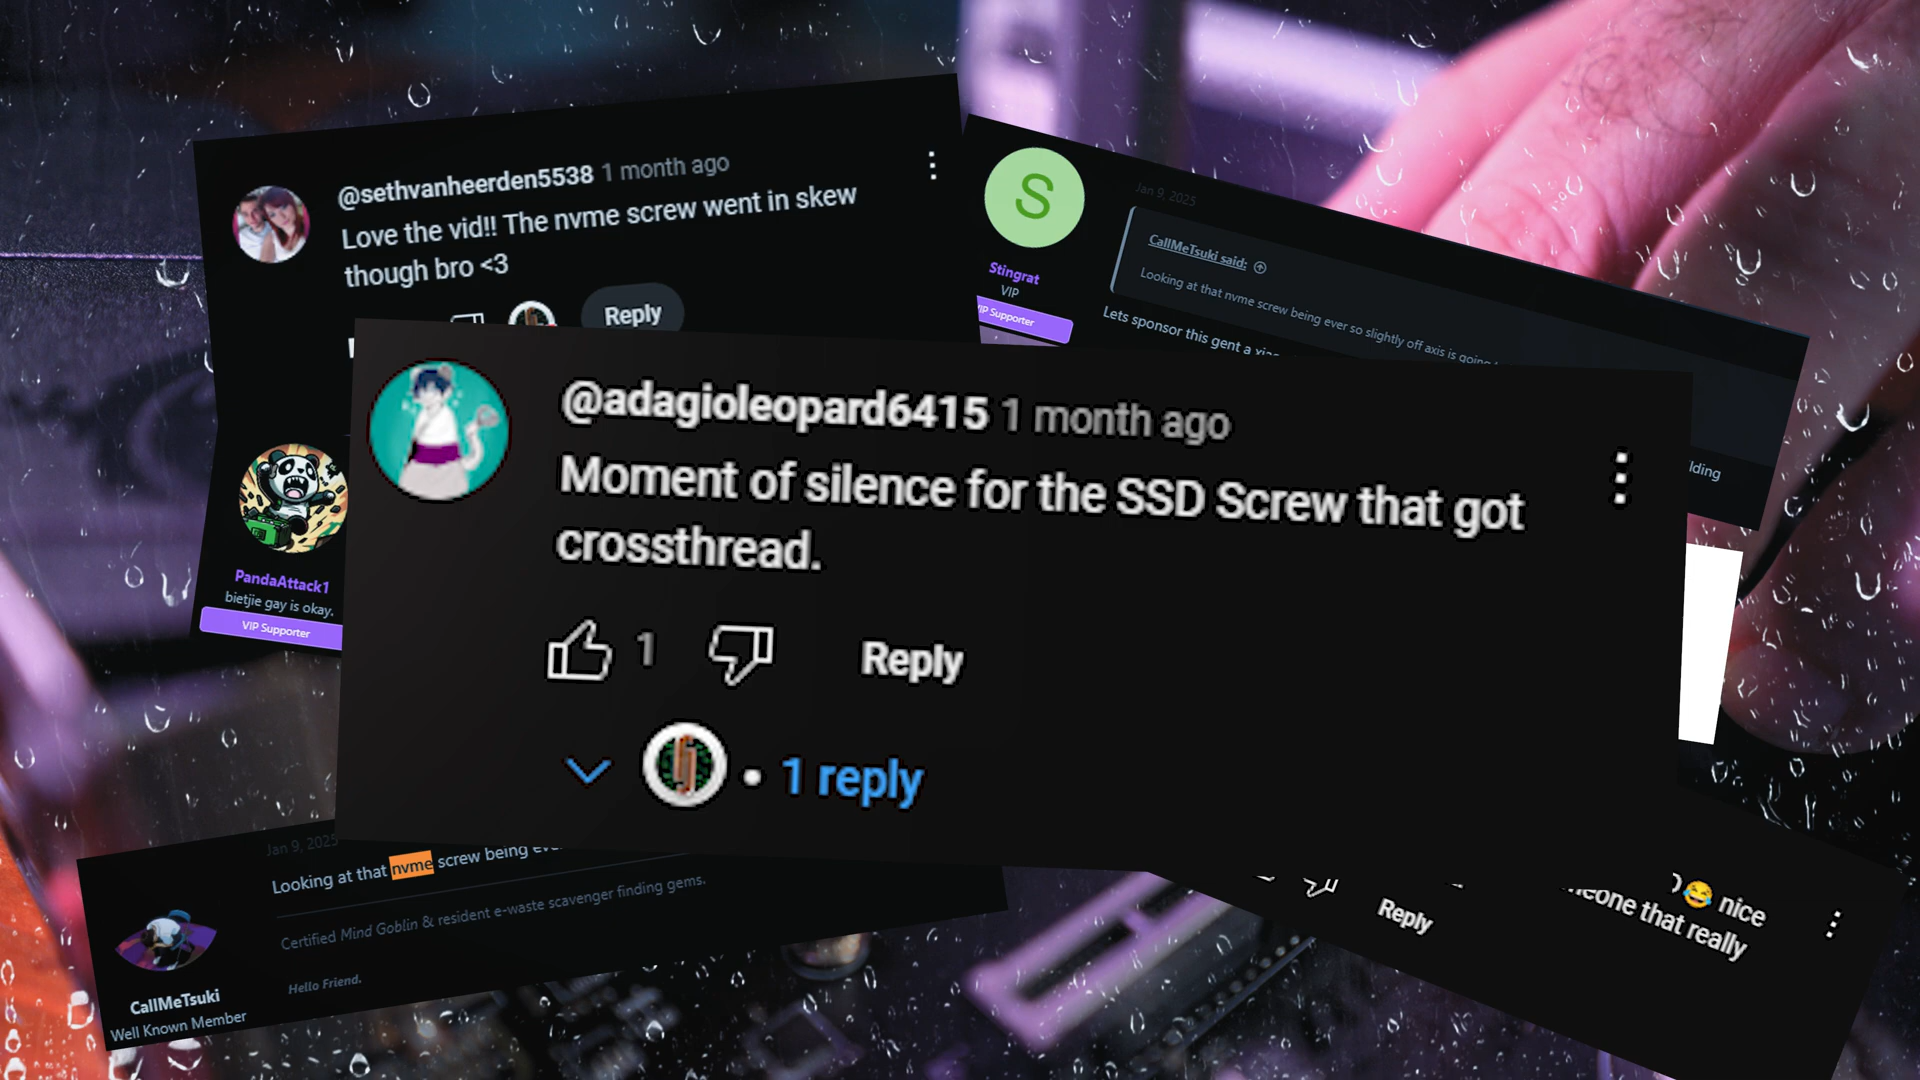 @sethvanheerden5538 1 month ago
Love the vid!! The nvme screw went in skew
though bro <3
Reply
S
Jan 9, 2025
Stingrat
VIP
VIP Supporter
CallMeTsuki said:
Looking at that nvme screw being ever so slightly off axis is
Lets sponsor this gent a
lding
@adagioleopard6415 1 month ago
Moment of silence for the SSD Screw that got
crossthread.
1
Reply
1 reply
PandaAttack1
bietjie gay is okay.
VIP Supporter
Jan 9, 2025
Looking at that nvme screw being
Certified Mind Goblin & resident e-waste scavenger finding gems.
Hello Friend.
CallMeTsuki
Well Known Member
😂 nice
that really
Reply